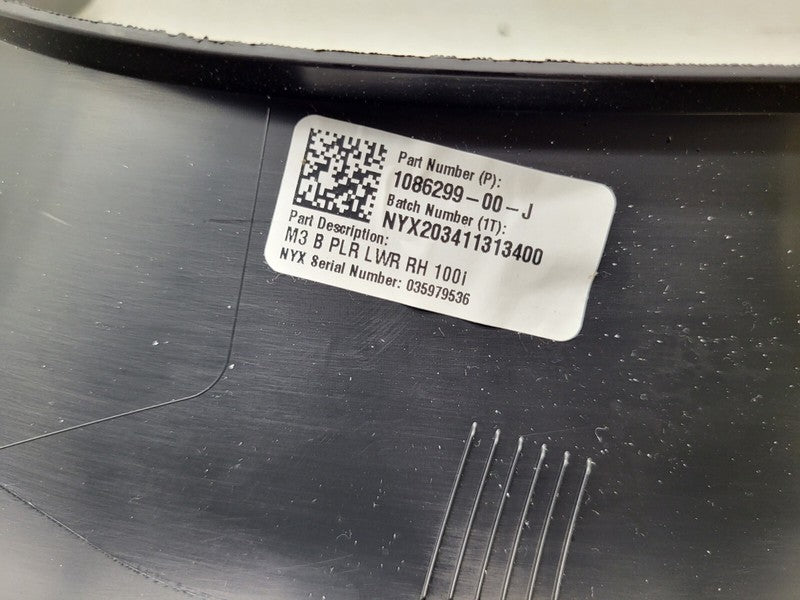 Part Number (P):
1086299-00-J
Batch Number (1T):
NYX203411313400
Part Description:
M3 B PLR LWR RH 100i
NYX Serial Number: 035979536